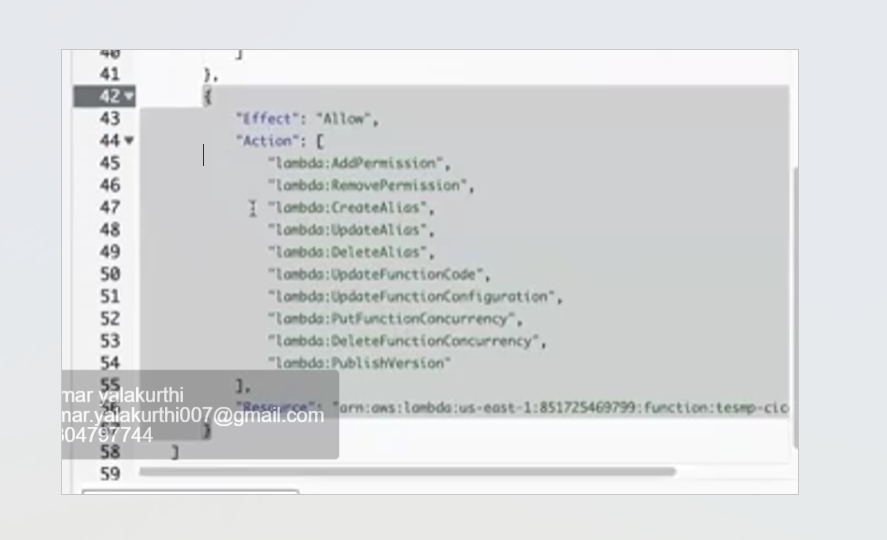 41 },
42 {
43 "Effect": "Allow",
44 "Action": [
45 "lambda:AddPermission",
46 "lambda:RemovePermission",
47 "lambda:CreateAlias",
48 "lambda:UpdateAlias",
49 "lambda:DeleteAlias",
50 "lambda:UpdateFunctionCode",
51 "lambda:UpdateFunctionConfiguration",
52 "lambda:PutFunctionConcurrency",
53 "lambda:DeleteFunctionConcurrency",
54 "lambda:PublishVersion"
55 ],
mar yalakurthi
56 "Resource": "arn:aws:lambda:us-east-1:851725469799:function:tesmp-cic
mar.yalakurthi007@gmail.com
57 }
604797744
58 ]
59